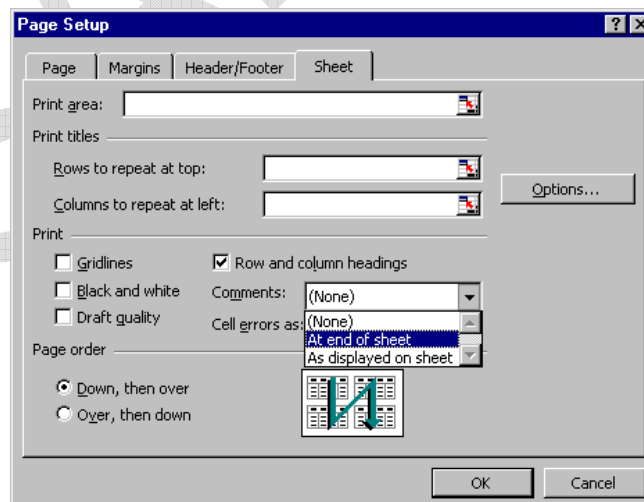 Page Setup
Page Margins Header/Footer Sheet
Print area:
Print titles
Rows to repeat at top:
Columns to repeat at left:
Options...
Print
Gridlines Row and column headings
Black and white Comments: (None)
Draft quality Cell errors as: (None)
At end of sheet
As displayed on sheet
Page order
Down, then over
Over, then down
OK Cancel